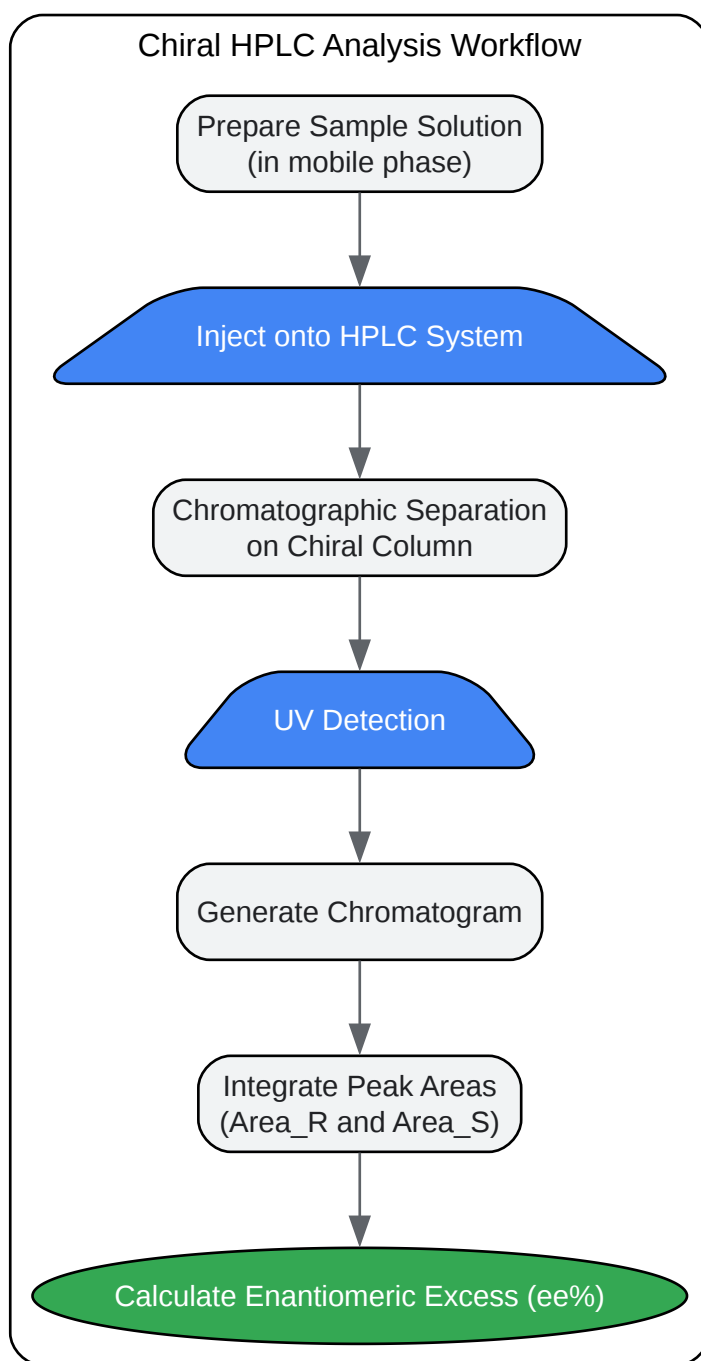 Chiral HPLC Analysis Workflow
Prepare Sample Solution
(in mobile phase)
Inject onto HPLC System
Chromatographic Separation
on Chiral Column
UV Detection
Generate Chromatogram
Integrate Peak Areas
(Area_R and Area_S)
Calculate Enantiomeric Excess (ee%)